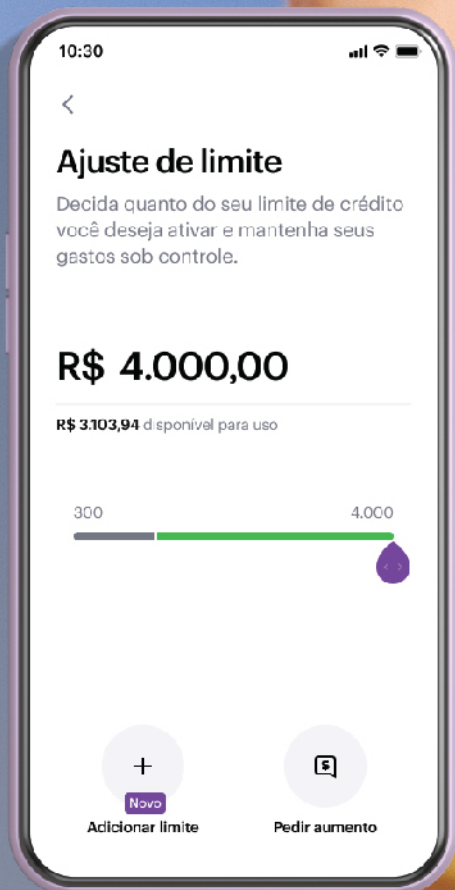 10:30
Ajuste de limite
Decida quanto do seu limite de crédito
você deseja ativar e mantenha seus
gastos sob controle.
R$ 4.000,00
R$ 3.103,94 disponível para uso
300 4.000
Novo
Adicionar limite Pedir aumento